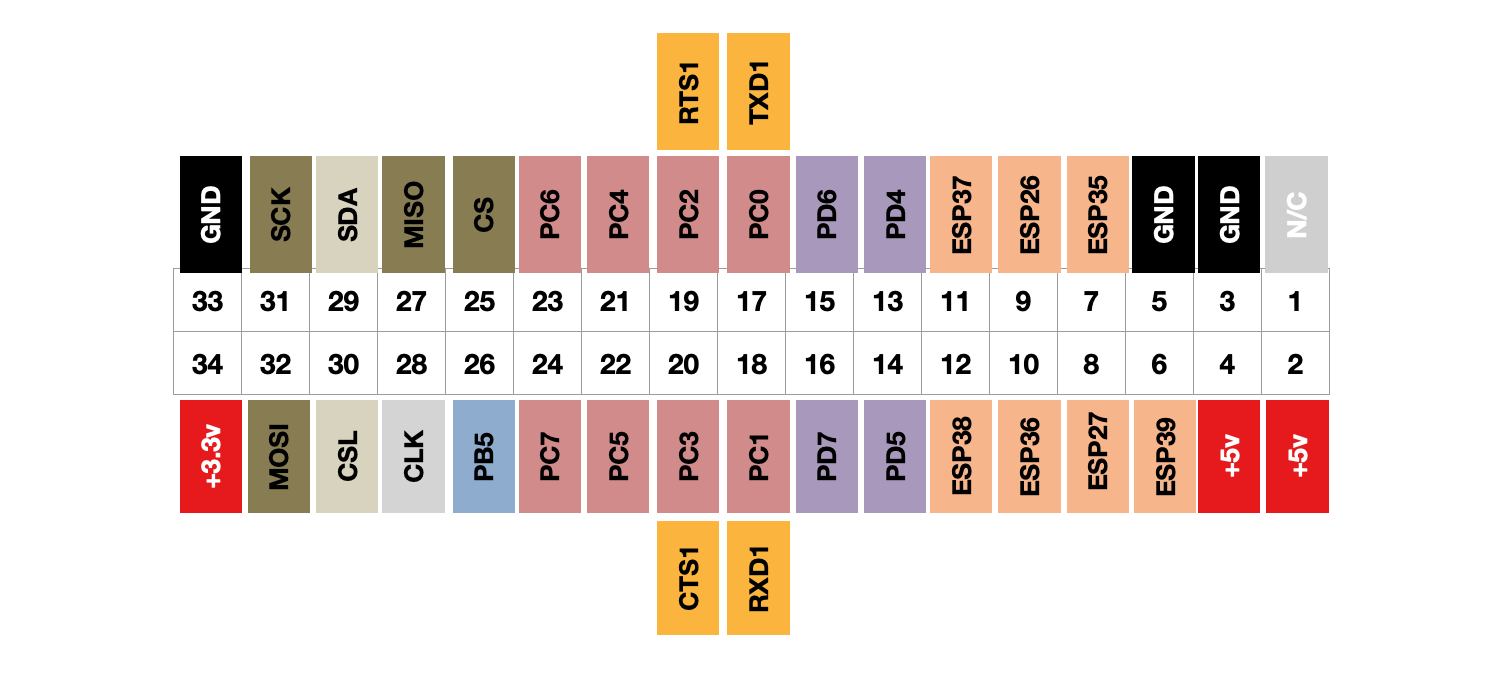 RTS1 TXD1
GND SCK SDA MISO CS PC6 PC4 PC2 PC0 PD6 PD4 ESP37 ESP26 ESP35 GND GND N/C
33 31 29 27 25 23 21 19 17 15 13 11 9 7 5 3 1
34 32 30 28 26 24 22 20 18 16 14 12 10 8 6 4 2
+3.3v MOSI CSL CLK PB5 PC7 PC5 PC3 PC1 PD7 PD5 ESP38 ESP36 ESP27 ESP39 +5v +5v
CTS1 RXD1